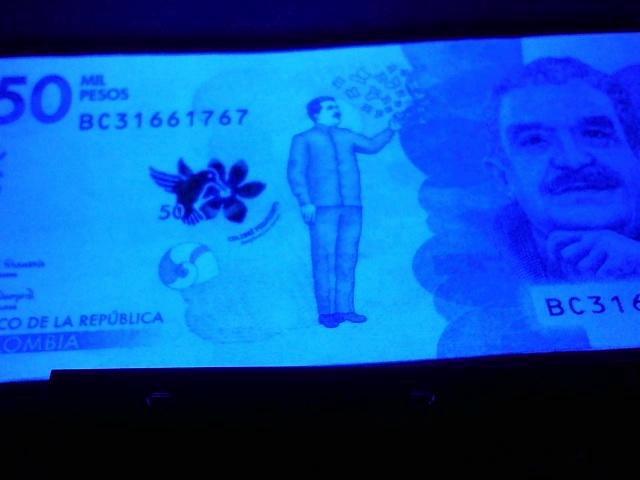 50 MIL
PESOS
BC31661767
50
CO DE LA REPÚBLICA
OMBIA
BC316